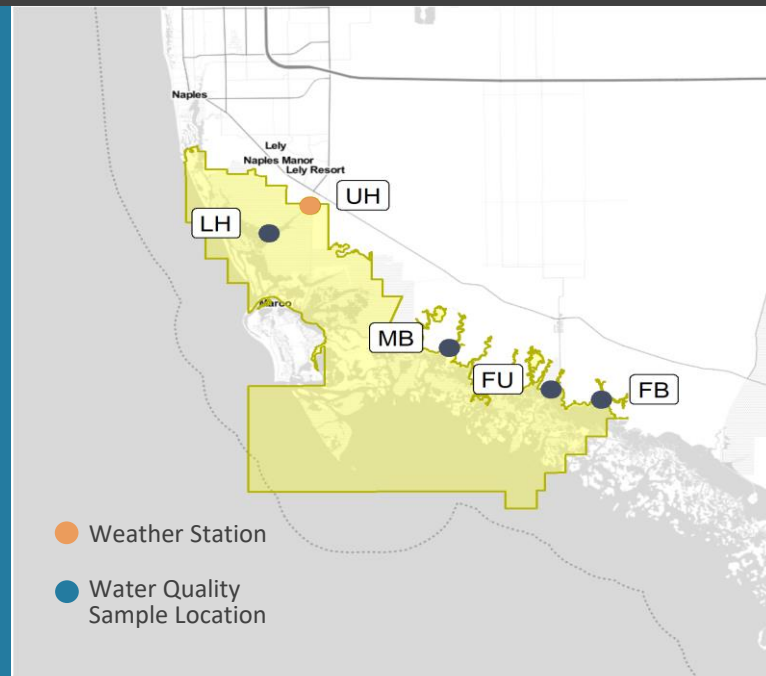 Naples
Lely
Naples Manor
Lely Resort
UH
LH
Marco
MB
FU
FB
Weather Station
Water Quality
Sample Location